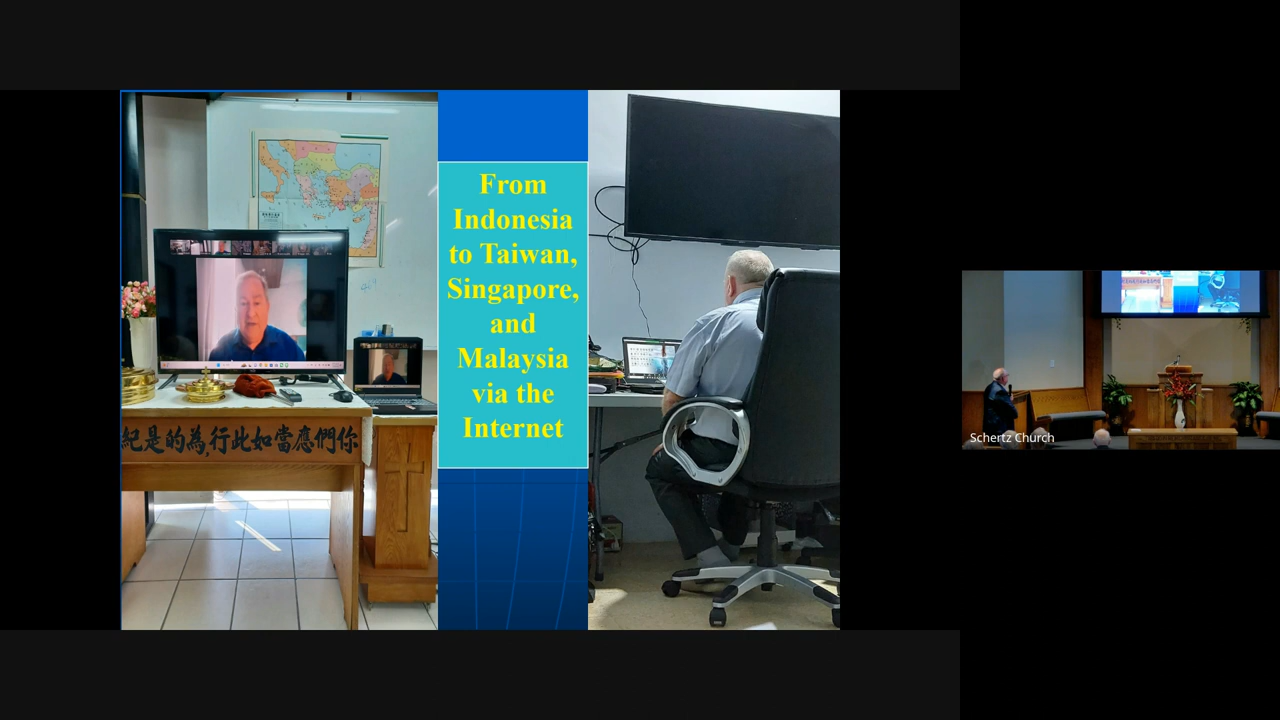 From
Indonesia
to Taiwan,
Singapore,
and
Malaysia
via the
Internet
紀是的為,行此如當應們你
Schertz Church